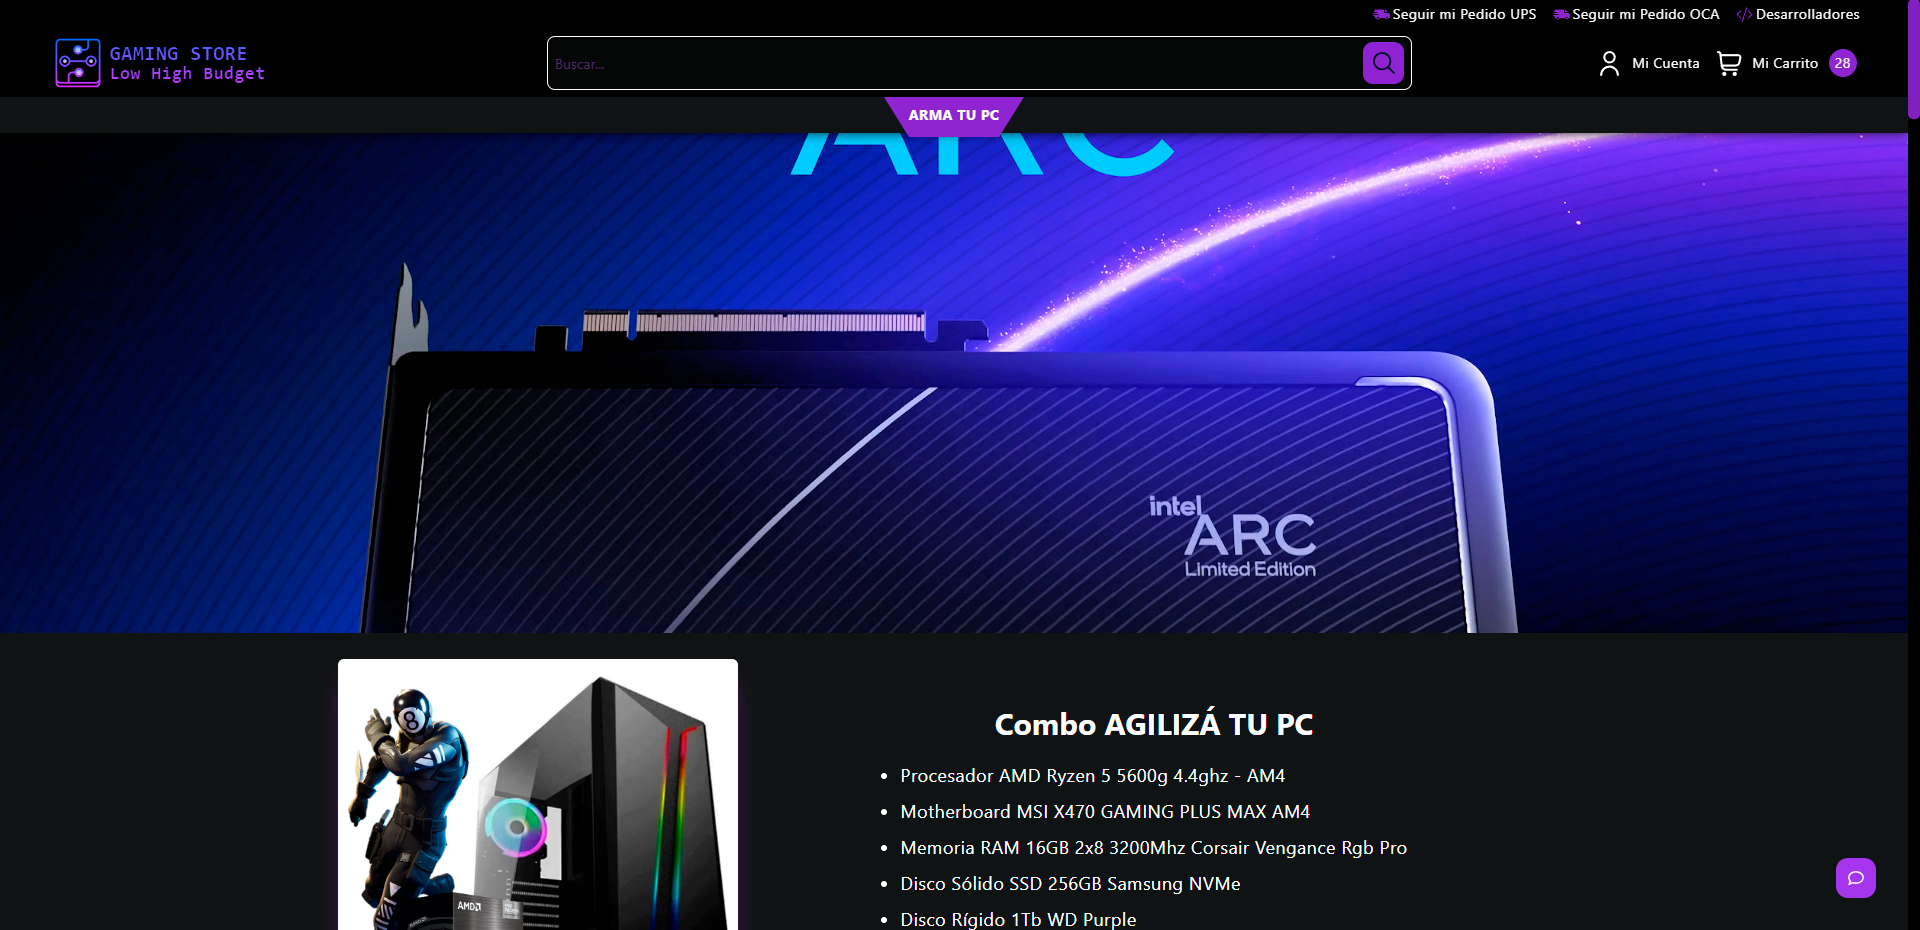 Seguir mi Pedido UPS
Seguir mi Pedido OCA
Desarrolladores
GAMING STORE
Low High Budget
Buscar...
Mi Cuenta
Mi Carrito
28
ARMA TU PC
ARC
intel
ARC
Limited Edition
Combo AGILIZÁ TU PC
Procesador AMD Ryzen 5 5600g 4.4ghz - AM4
Motherboard MSI X470 GAMING PLUS MAX AM4
Memoria RAM 16GB 2x8 3200Mhz Corsair Vengance Rgb Pro
Disco Sólido SSD 256GB Samsung NVMe
Disco Rígido 1Tb WD Purple
8
AMD